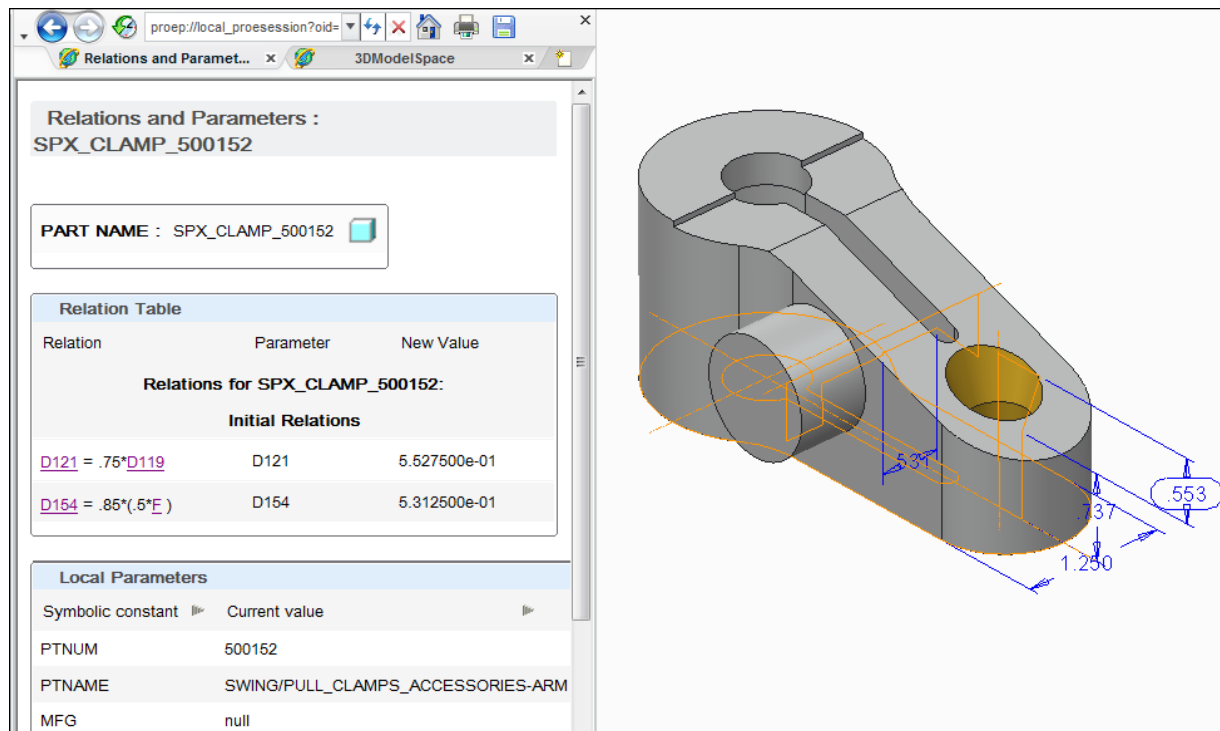 proep://local_proesession?oid=
Relations and Paramet... x
3DModelSpace x
Relations and Parameters :
SPX_CLAMP_500152
PART NAME : SPX_CLAMP_500152
Relation Table
Relation Parameter New Value
Relations for SPX_CLAMP_500152:
Initial Relations
D121 = .75*D119 D121 5.527500e-01
D154 = .85*(.5*F ) D154 5.312500e-01
Local Parameters
Symbolic constant Current value
PTNUM 500152
PTNAME SWING/PULL_CLAMPS_ACCESSORIES-ARM
MFG null
.531
.553
.737
1.250